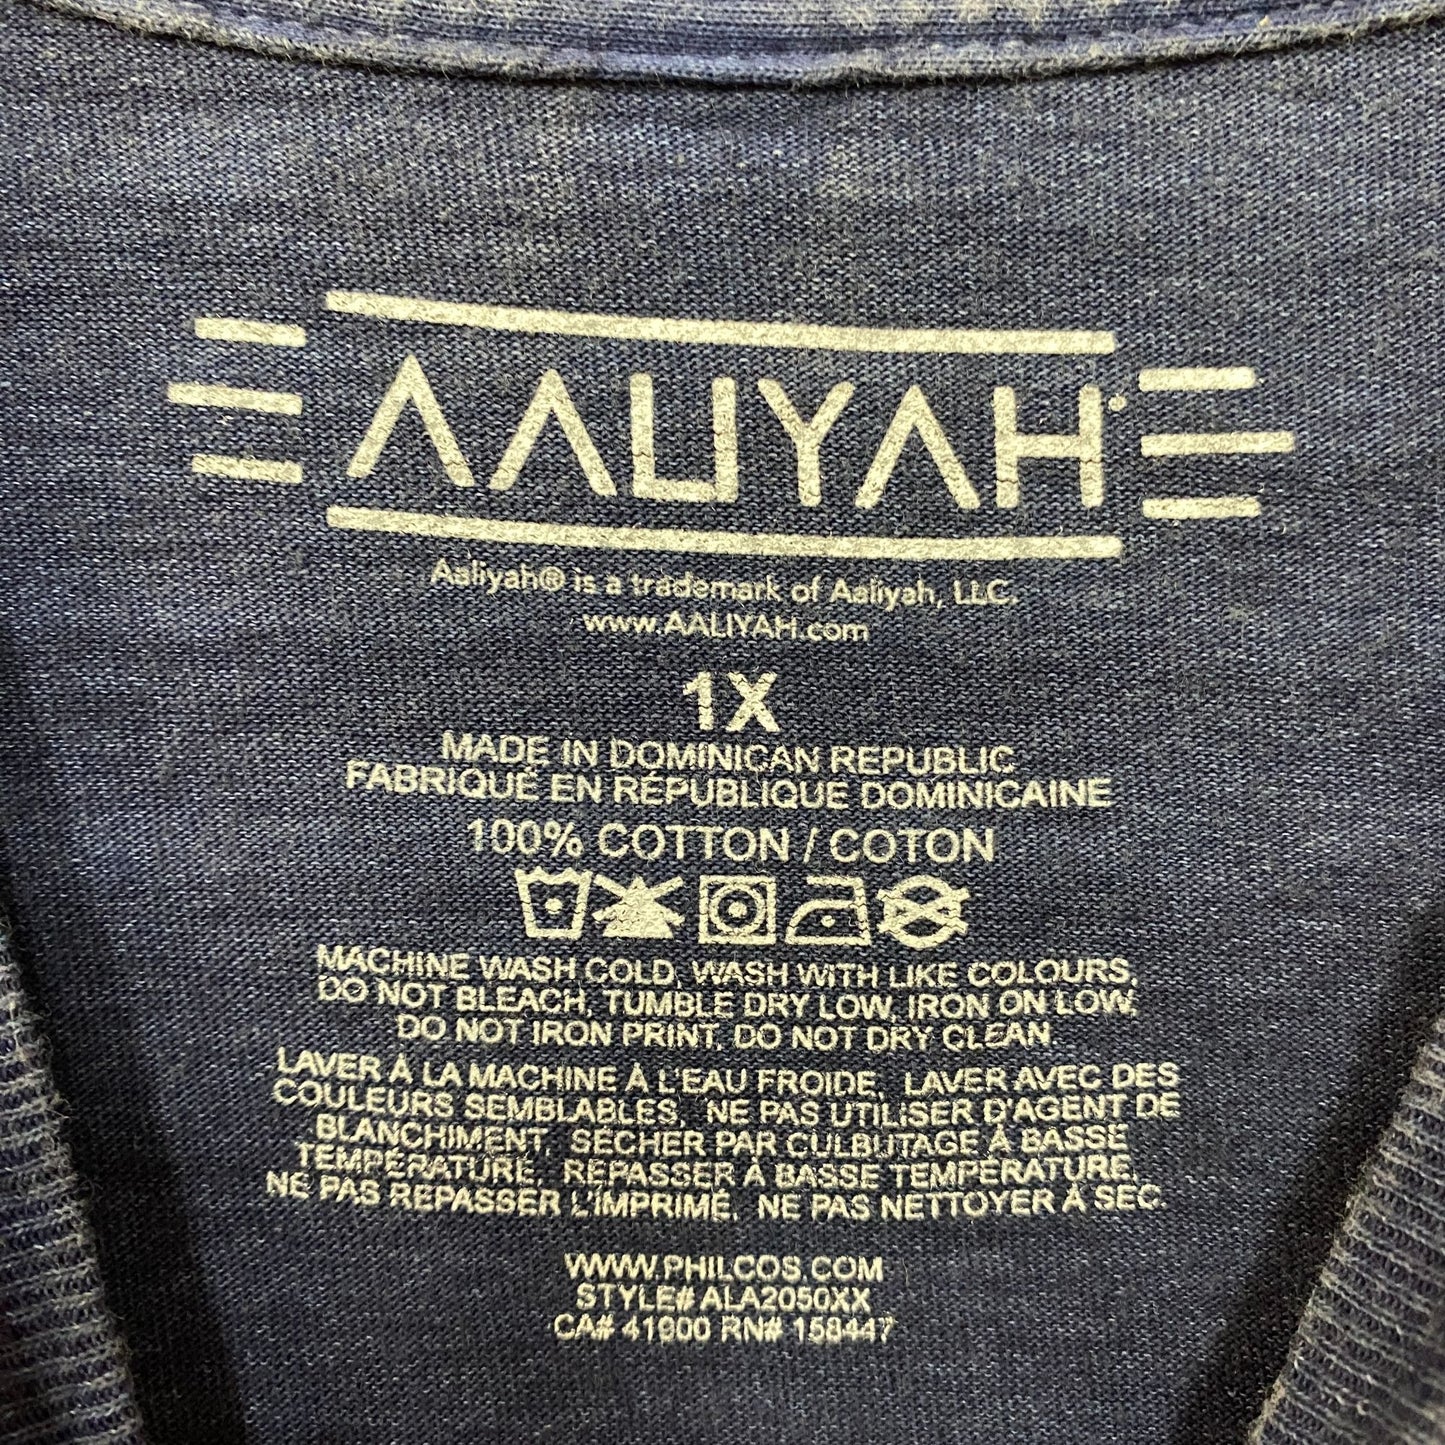 AALIYAH
Aaliyah® is a trademark of Aaliyah, LLC.
www.AALIYAH.com
1X
MADE IN DOMINICAN REPUBLIC
FABRIQUÉ EN RÉPUBLIQUE DOMINICAINE
100% COTTON / COTON
MACHINE WASH COLD, WASH WITH LIKE COLOURS,
DO NOT BLEACH, TUMBLE DRY LOW, IRON ON LOW,
DO NOT IRON PRINT, DO NOT DRY CLEAN
LAVER À LA MACHINE À L'EAU FROIDE, LAVER AVEC DES
COULEURS SEMBLABLES, NE PAS UTILISER D'AGENT DE
BLANCHIMENT, SÉCHER PAR CULBUTAGE À BASSE
TEMPÉRATURE, REPASSER À BASSE TEMPÉRATURE,
NE PAS REPASSER L'IMPRIMÉ, NE PAS NETTOYER À SEC.
WWW.PHILCOS.COM
STYLE# ALA2050XX
CA# 41900 RN# 158447